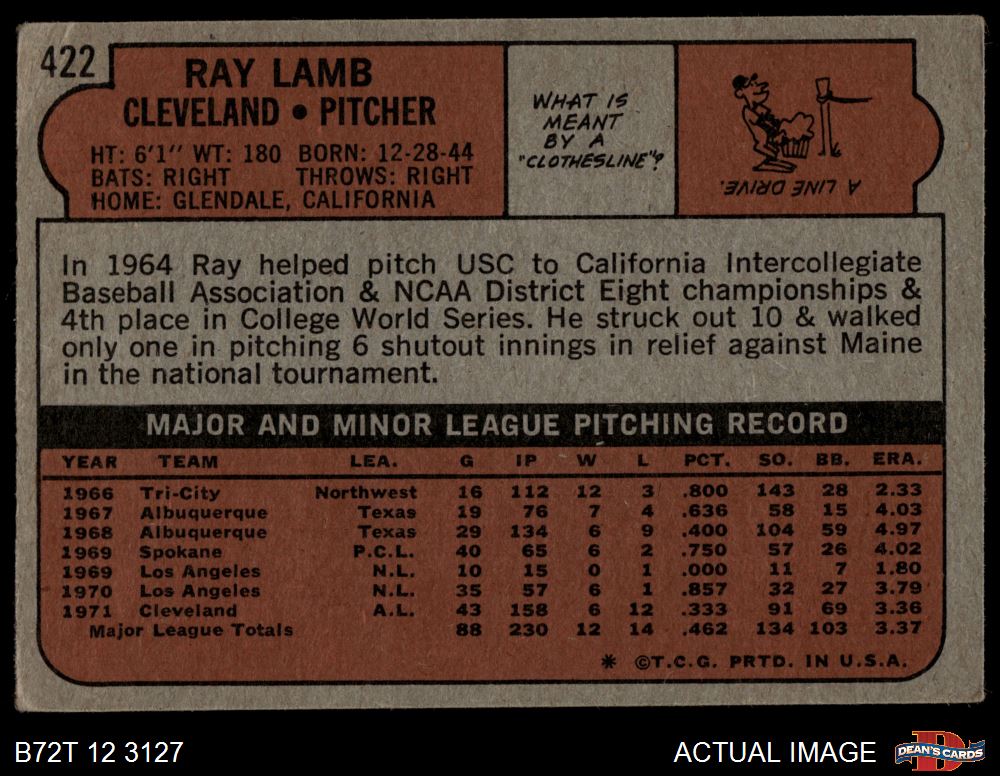 422
RAY LAMB
CLEVELAND • PITCHER
HT: 6'1" WT: 180 BORN: 12-28-44
BATS: RIGHT THROWS: RIGHT
HOME: GLENDALE, CALIFORNIA
WHAT IS
MEANT
BY A
"CLOTHESLINE"?
A LINE DRIVE.
In 1964 Ray helped pitch USC to California Intercollegiate
Baseball Association & NCAA District Eight championships &
4th place in College World Series. He struck out 10 & walked
only one in pitching 6 shutout innings in relief against Maine
in the national tournament.
MAJOR AND MINOR LEAGUE PITCHING RECORD
YEAR TEAM LEA. G IP W L PCT. SO. BB. ERA.
1966 Tri-City Northwest 16 112 12 3 .800 143 28 2.33
1967 Albuquerque Texas 19 76 7 4 .636 58 15 4.03
1968 Albuquerque Texas 29 134 6 9 .400 104 59 4.97
1969 Spokane P.C.L. 40 65 6 2 .750 57 26 4.02
1969 Los Angeles N.L. 10 15 0 1 .000 11 7 1.80
1970 Los Angeles N.L. 35 57 6 1 .857 32 27 3.79
1971 Cleveland A.L. 43 158 6 12 .333 91 69 3.36
Major League Totals 88 230 12 14 .462 134 103 3.37
* ©T.C.G. PRTD. IN U.S.A.
B72T 12 3127
ACTUAL IMAGE
DEAN'S CARDS